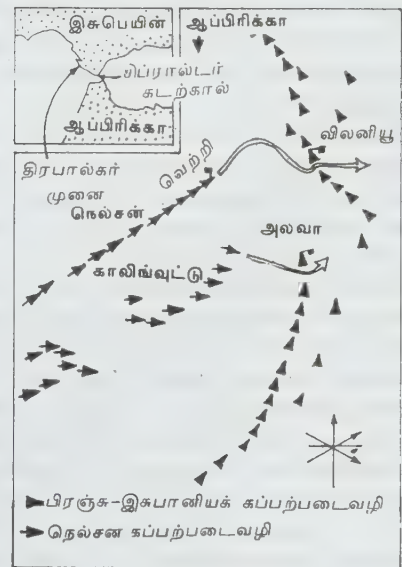 இசுபெயின்
சிப்ரால்டர்
கடற்கால்
ஆப்பிரிக்கா
ஆப்பிரிக்கா
விலனியூ
திரபால்கர்
முனை
வெற்றி
நெல்சன்
அலவா
காலிங்வுட்டு
பிரஞ்சு-இசுபானியக் கப்பற்படைவழி
நெல்சன கப்பற்படைவழி